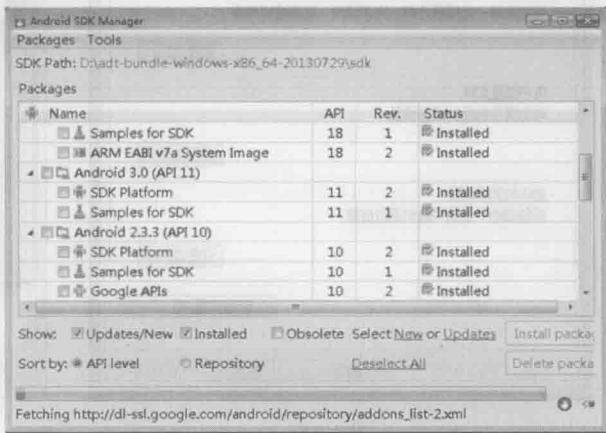 Android SDK Manager
Packages Tools
SDK Path: D:\adt-bundle-windows-x86_64-20130729\sdk
Packages
Name API Rev. Status
Samples for SDK 18 1 Installed
ARM EABI v7a System Image 18 2 Installed
Android 3.0 (API 11)
SDK Platform 11 2 Installed
Samples for SDK 11 1 Installed
Android 2.3.3 (API 10)
SDK Platform 10 2 Installed
Samples for SDK 10 1 Installed
Google APIs 10 2 Installed
Show: Updates/New Installed Obsolete Select New or Updates Install packa
Sort by: API level Repository Deselect All Delete packa
Fetching http://dl-ssl.google.com/android/repository/addons_list-2.xml